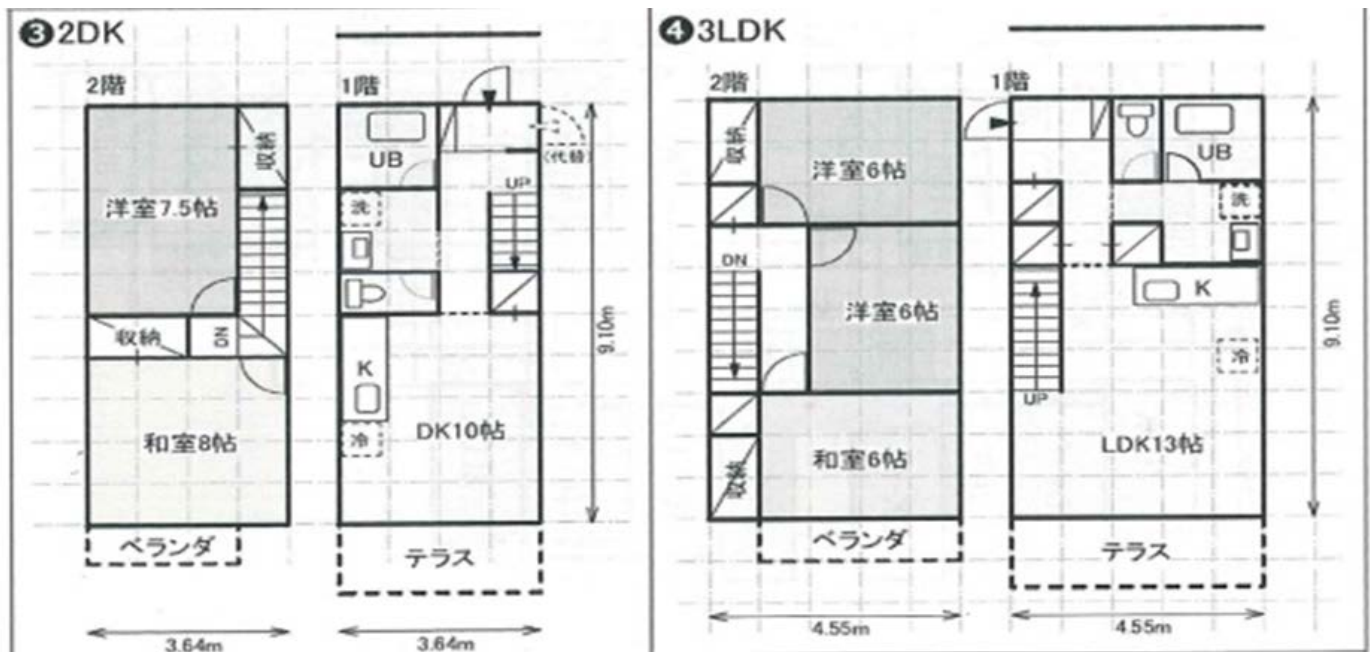 ❸2DK
2階
1階
収納
UB
(代替)
洋室7.5帖
洗
UP
収納
DN
K
冷
DK10帖
和室8帖
9.10m
ベランダ
テラス
3.64m
3.64m
❹3LDK
2階
1階
収納
洋室6帖
UB
洗
DN
洋室6帖
K
冷
UP
収納
和室6帖
LDK13帖
9.10m
ベランダ
テラス
4.55m
4.55m